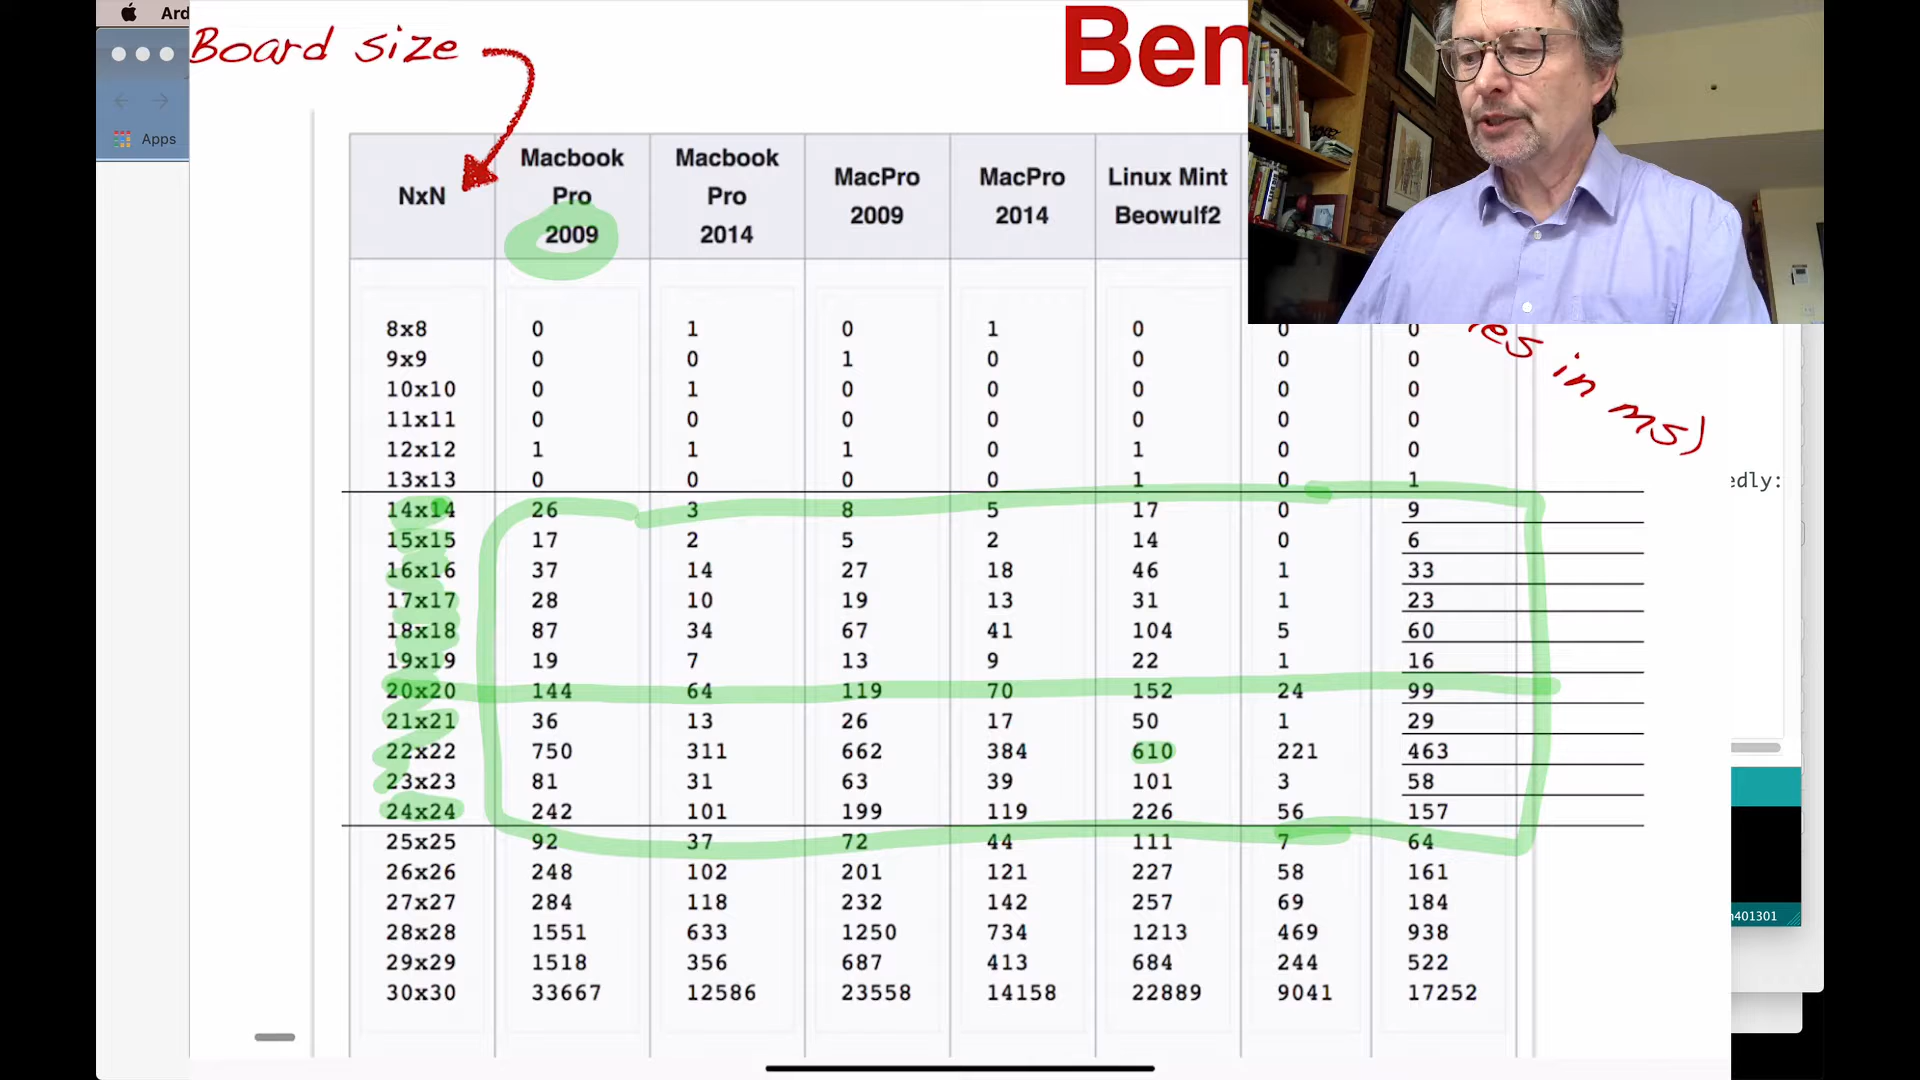 Ard
Board size
Ben
Apps
NxN
Macbook Pro 2009
Macbook Pro 2014
MacPro 2009
MacPro 2014
Linux Mint Beowulf2
in ms)
8x8 0 1 0 1 0 0 0
9x9 0 0 1 0 0 0 0
10x10 0 1 0 0 0 0 0
11x11 0 0 0 0 0 0 0
12x12 1 1 1 0 1 0 0
13x13 0 0 0 0 1 0 1
edly:
14x14 26 3 8 5 17 0 9
15x15 17 2 5 2 14 0 6
16x16 37 14 27 18 46 1 33
17x17 28 10 19 13 31 1 23
18x18 87 34 67 41 104 5 60
19x19 19 7 13 9 22 1 16
20x20 144 64 119 70 152 24 99
21x21 36 13 26 17 50 1 29
22x22 750 311 662 384 610 221 463
23x23 81 31 63 39 101 3 58
24x24 242 101 199 119 226 56 157
25x25 92 37 72 44 111 7 64
26x26 248 102 201 121 227 58 161
27x27 284 118 232 142 257 69 184
28x28 1551 633 1250 734 1213 469 938
29x29 1518 356 687 413 684 244 522
30x30 33667 12586 23558 14158 22889 9041 17252
401301